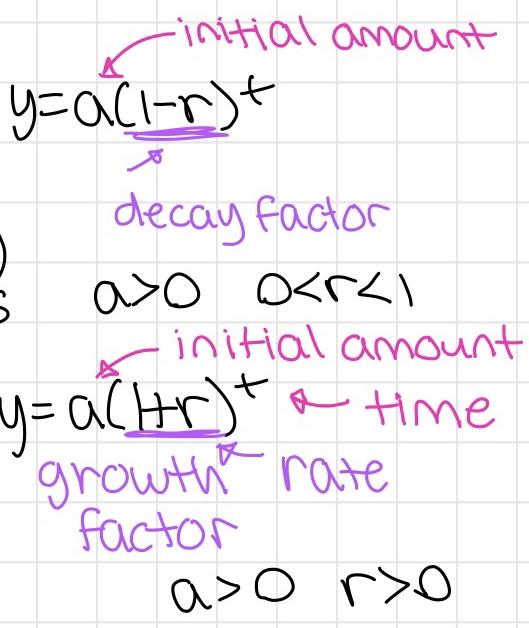 initial amount
y=a(1-r)^t
decay factor
a>0 0<r<1
initial amount
y=a(1+r)^t time
growth rate
factor
a>0 r>0